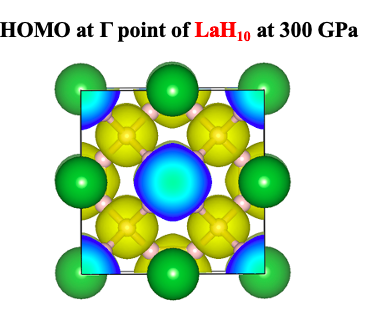 HOMO at Γ point of LaH₁₀ at 300 GPa